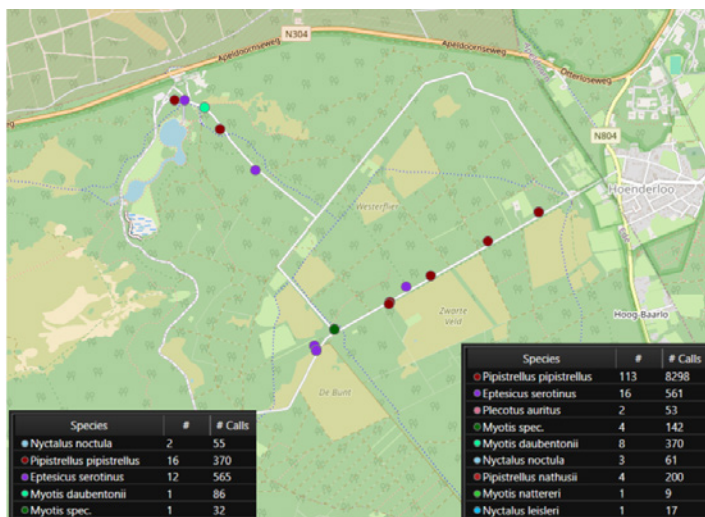 N304
Apeldoornseweg
Apeldoornseweg
Otterloseweg
weg
N804
Hoenderloo
Westerflier
Zwarte
Veld
Hoog-Baarlo
De Bunt
Species # # Calls
Nyctalus noctula 2 55
Pipistrellus pipistrellus 16 370
Eptesicus serotinus 12 565
Myotis daubentonii 1 86
Myotis spec. 1 32
Species # # Calls
Pipistrellus pipistrellus 113 8298
Eptesicus serotinus 16 561
Plecotus auritus 2 53
Myotis spec. 4 142
Myotis daubentonii 8 370
Nyctalus noctula 3 61
Pipistrellus nathusii 4 200
Myotis nattereri 1 9
Nyctalus leisleri 1 17